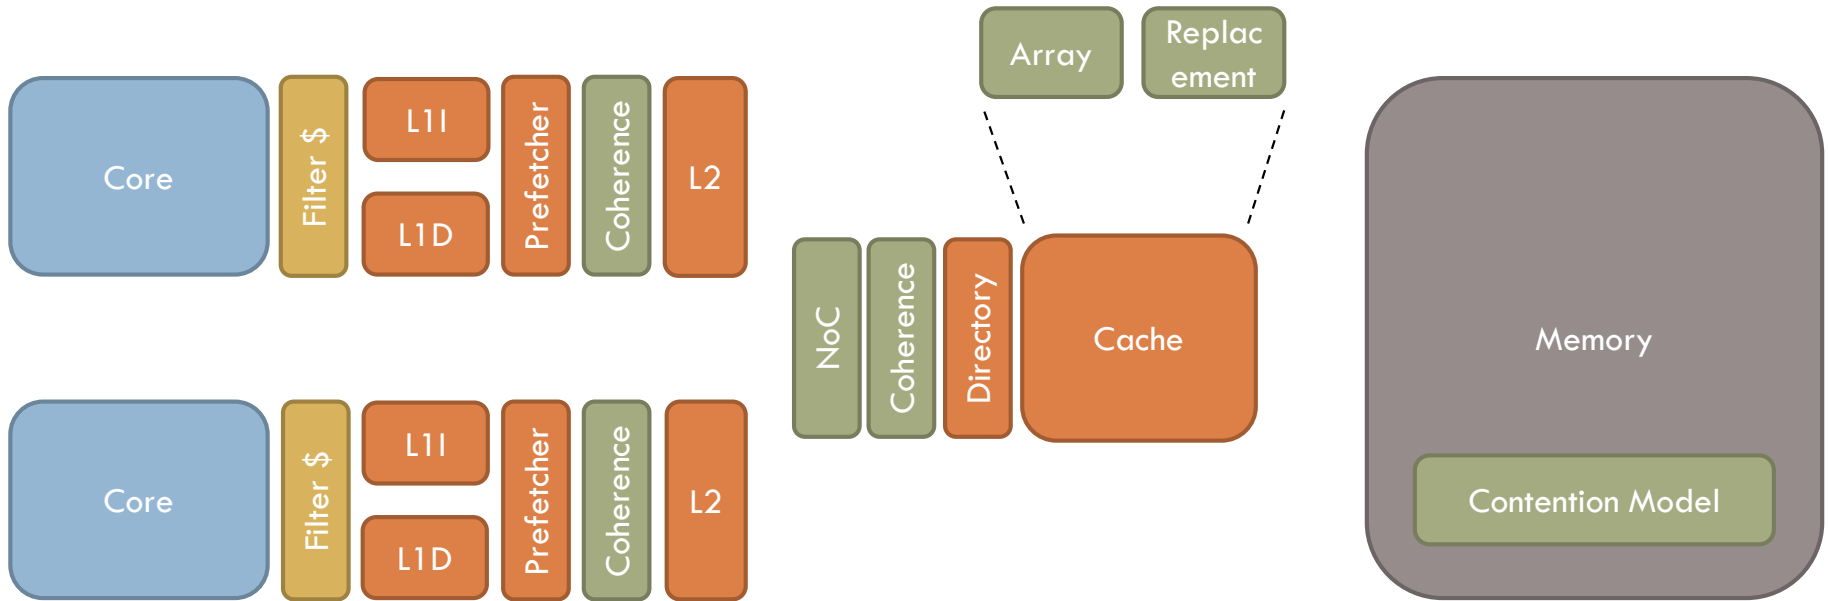 Core
Filter $
L1I
L1D
Prefetcher
Coherence
L2
Core
Filter $
L1I
L1D
Prefetcher
Coherence
L2
Array
Replac
ement
NoC
Coherence
Directory
Cache
Memory
Contention Model